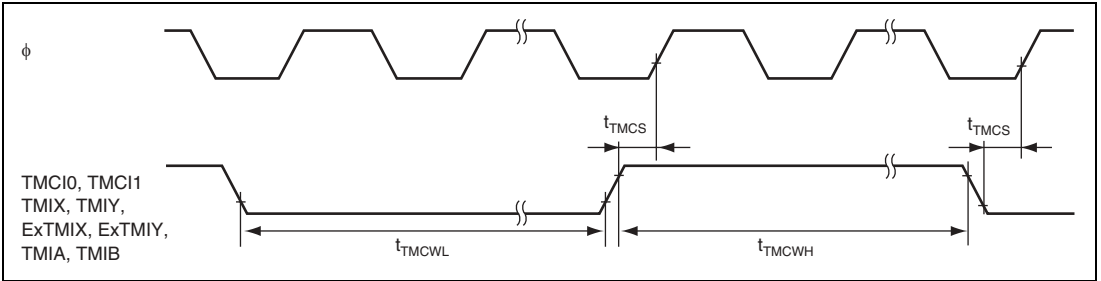 ϕ
tTMCS
tTMCS
TMCI0, TMCI1
TMIX, TMIY,
ExTMIX, ExTMIY,
TMIA, TMIB
tTMCWL
tTMCWH